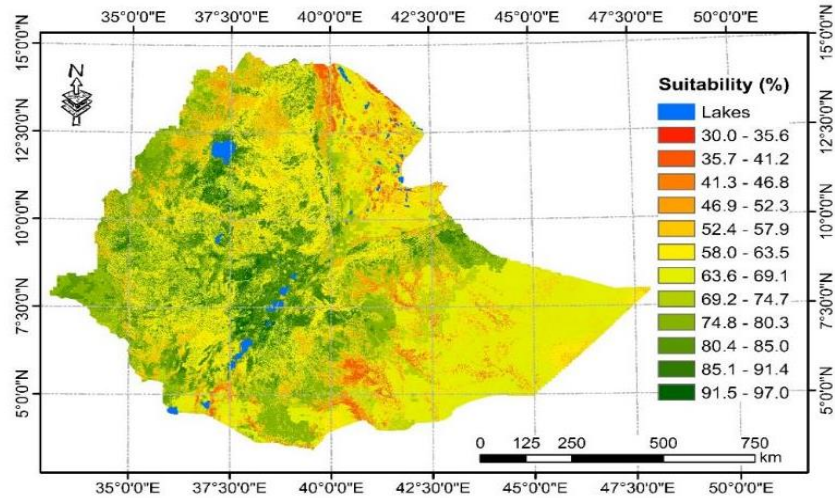 35°0'0"E 37°30'0"E 40°0'0"E 42°30'0"E 45°0'0"E 47°30'0"E 50°0'0"E
15°0'0"N 15°0'0"N
N
Suitability (%)
Lakes
30.0 - 35.6
35.7 - 41.2
41.3 - 46.8
46.9 - 52.3
52.4 - 57.9
58.0 - 63.5
63.6 - 69.1
69.2 - 74.7
74.8 - 80.3
80.4 - 85.0
85.1 - 91.4
91.5 - 97.0
12°30'0"N 12°30'0"N
10°0'0"N 10°0'0"N
7°30'0"N 7°30'0"N
5°0'0"N 5°0'0"N
0 125 250 500 750
km
35°0'0"E 37°30'0"E 40°0'0"E 42°30'0"E 45°0'0"E 47°30'0"E 50°0'0"E